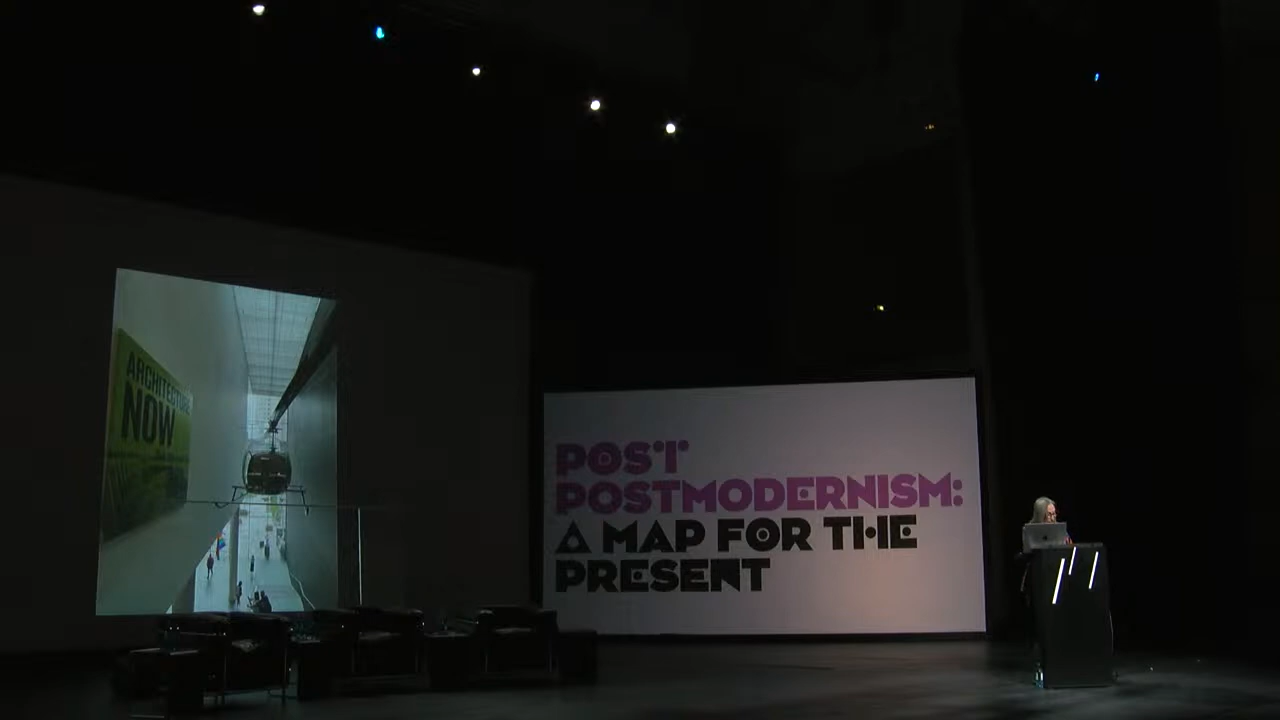 ARCHITECTURE
NOW
POST
POSTMODERNISM:
A MAP FOR THE
PRESENT